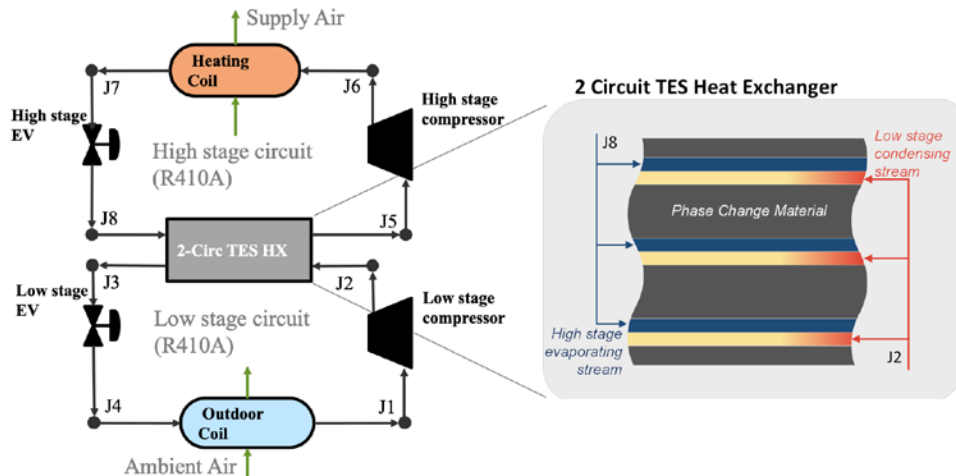 Supply Air
Heating
Coil
J7
J6
High stage
EV
High stage
compressor
High stage circuit
(R410A)
J8
J5
2-Circ TES HX
J3
J2
Low stage
EV
Low stage
compressor
Low stage circuit
(R410A)
J4
J1
Outdoor
Coil
Ambient Air
2 Circuit TES Heat Exchanger
J8
Low stage
condensing
stream
Phase Change Material
High stage
evaporating
stream
J2